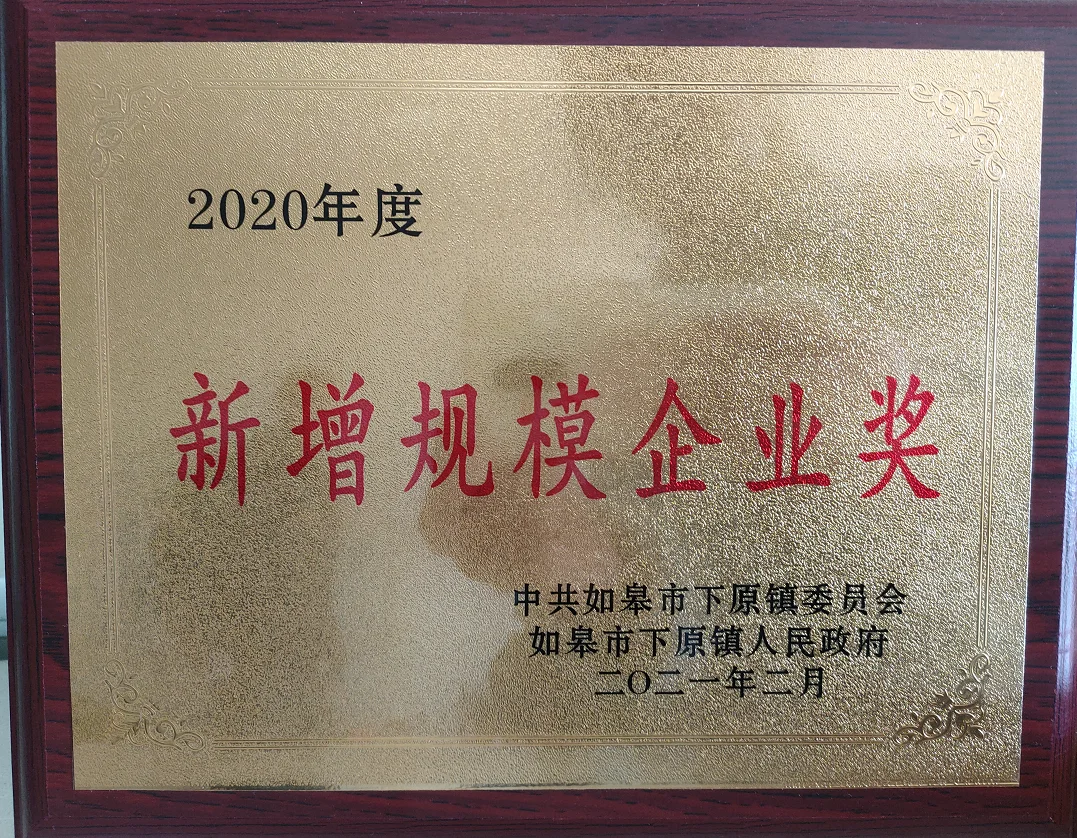 2020年度
新增规模企业奖
中共如皋市下原镇委员会
如皋市下原镇人民政府
二〇二一年二月